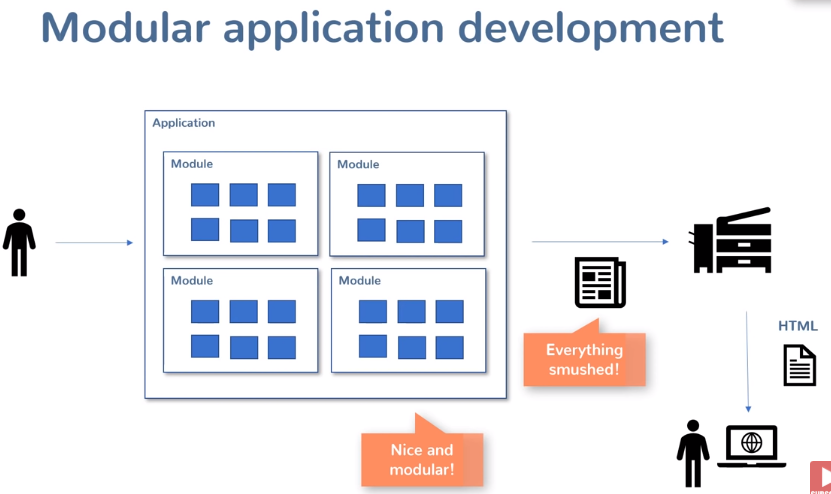 Modular application development
Application
Module
Module
Module
Module
Everything
smushed!
Nice and
modular!
HTML